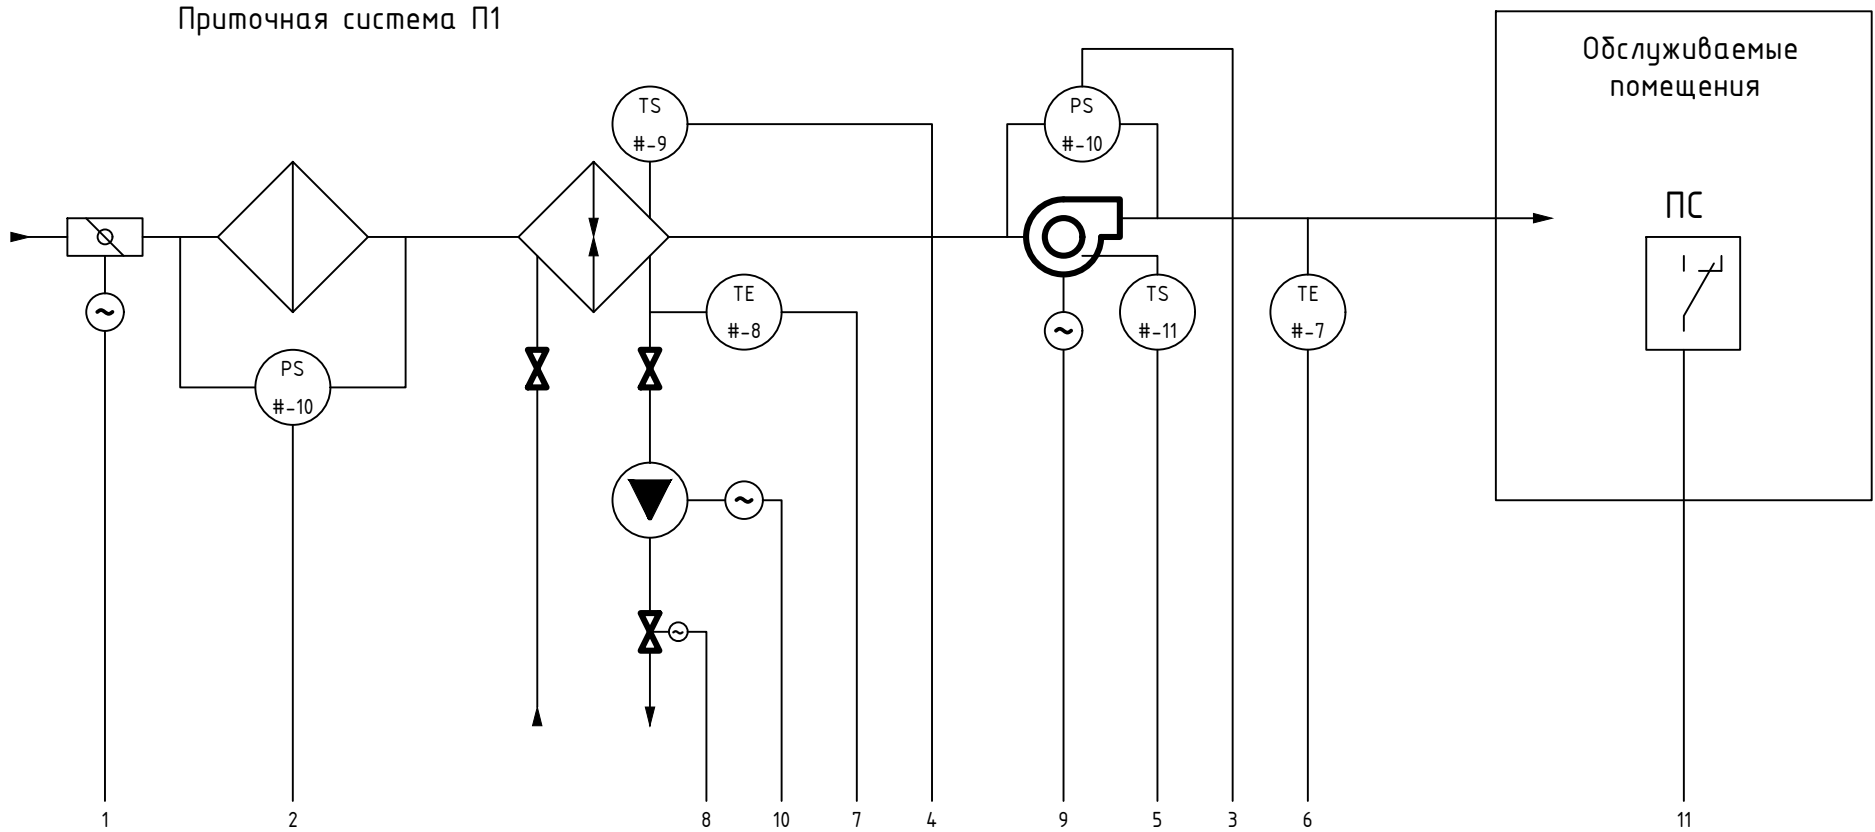 Приточная система П1
Обслуживаемые
помещения
TS
#-9
PS
#-10
ПС
TE
#-8
TS
#-11
TE
#-7
PS
#-10
1
2
8
10
7
4
9
5
3
6
11